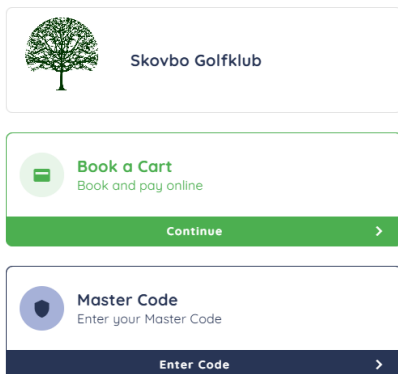 Skovbo Golfklub
Book a Cart
Book and pay online
Continue
Master Code
Enter your Master Code
Enter Code